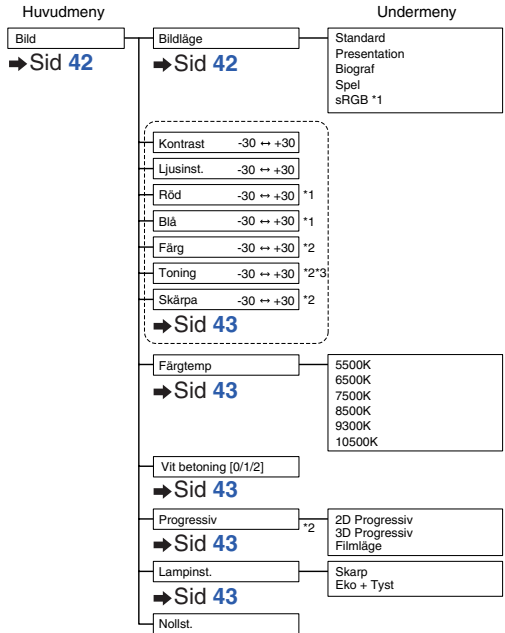 Huvudmeny
Undermeny
Bild
➡Sid 42
Bildläge
➡Sid 42
Standard
Presentation
Biograf
Spel
sRGB *1
Kontrast -30 ↔ +30
Ljusinst. -30 ↔ +30
Röd -30 ↔ +30 *1
Blå -30 ↔ +30 *1
Färg -30 ↔ +30 *2
Toning -30 ↔ +30 *2*3
Skärpa -30 ↔ +30 *2
➡Sid 43
Färgtemp
➡Sid 43
5500K
6500K
7500K
8500K
9300K
10500K
Vit betoning [0/1/2]
➡Sid 43
Progressiv *2
➡Sid 43
2D Progressiv
3D Progressiv
Filmläge
Lampinst.
➡Sid 43
Skarp
Eko + Tyst
Nollst.